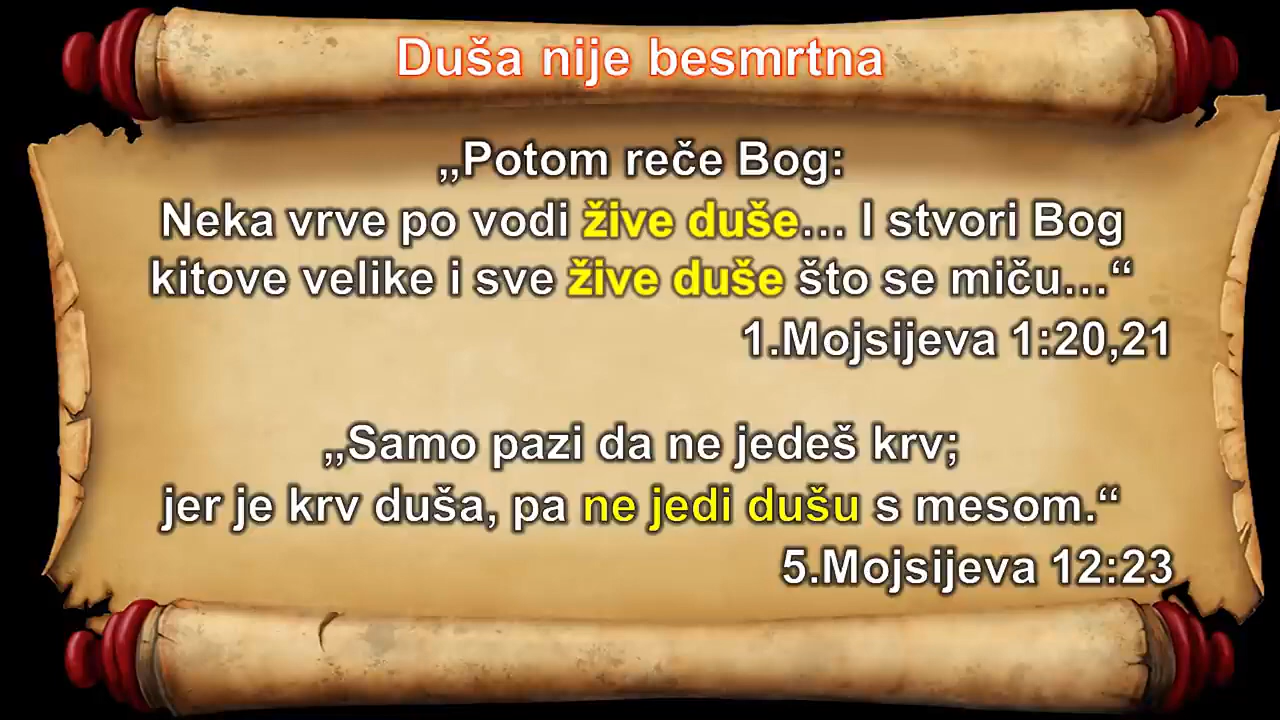 Duša nije besmrtna
„Potom reče Bog:
Neka vrve po vodi žive duše... I stvori Bog
kitove velike i sve žive duše što se miču...“
1.Mojsijeva 1:20,21
„Samo pazi da ne jedeš krv;
jer je krv duša, pa ne jedi dušu s mesom.“
5.Mojsijeva 12:23